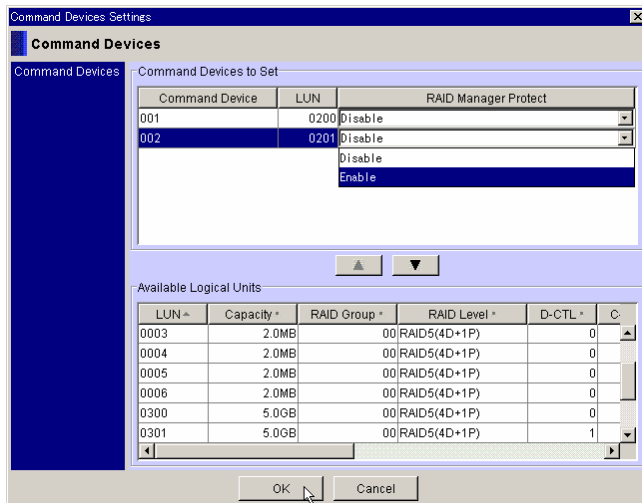 Command Devices Settings
Command Devices
Command Devices
Command Devices to Set
Command Device LUN RAID Manager Protect
001 0200 Disable
002 0201 Disable
Disable
Enable
Available Logical Units
LUN Capacity RAID Group RAID Level D-CTL C-
0003 2.0MB 00 RAID5(4D+1P) 0
0004 2.0MB 00 RAID5(4D+1P) 0
0005 2.0MB 00 RAID5(4D+1P) 0
0006 2.0MB 00 RAID5(4D+1P) 0
0300 5.0GB 00 RAID5(4D+1P) 0
0301 5.0GB 00 RAID5(4D+1P) 1
OK Cancel